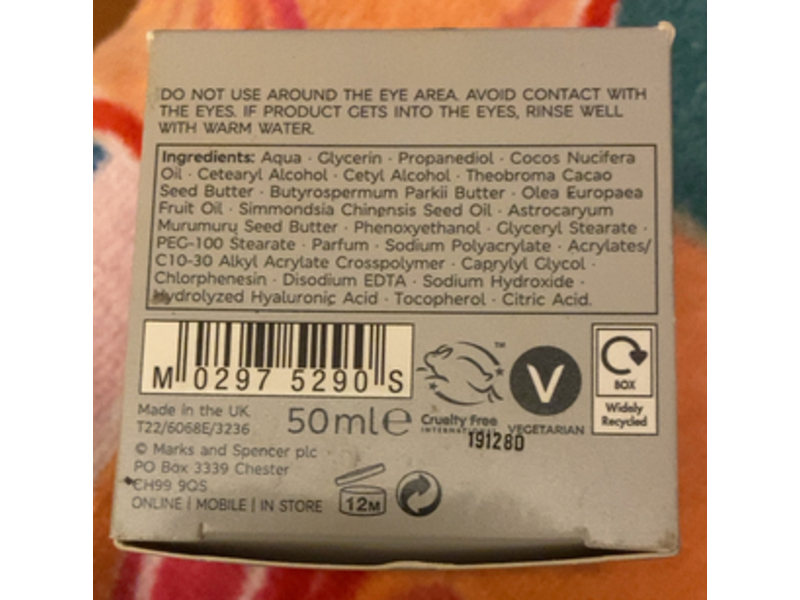 DO NOT USE AROUND THE EYE AREA. AVOID CONTACT WITH
THE EYES. IF PRODUCT GETS INTO THE EYES, RINSE WELL
WITH WARM WATER.
Ingredients: Aqua · Glycerin · Propanediol · Cocos Nucifera
Oil · Cetearyl Alcohol · Cetyl Alcohol · Theobroma Cacao
Seed Butter · Butyrospermum Parkii Butter · Olea Europaea
Fruit Oil · Simmondsia Chinensis Seed Oil · Astrocaryum
Murumuru Seed Butter · Phenoxyethanol · Glyceryl Stearate ·
PEG-100 Stearate · Parfum · Sodium Polyacrylate · Acrylates/
C10-30 Alkyl Acrylate Crosspolymer · Caprylyl Glycol ·
Chlorphenesin · Disodium EDTA · Sodium Hydroxide ·
Hydrolyzed Hyaluronic Acid · Tocopherol · Citric Acid.
M 0297 5290 S
Made in the UK
T22/6068E/3236
50ml e
TM
Cruelty Free
INTERNATIONAL
19128D
V
VEGETARIAN
BOX
Widely
Recycled
© Marks and Spencer plc
PO Box 3339 Chester
CH99 9QS
ONLINE | MOBILE | IN STORE
12M